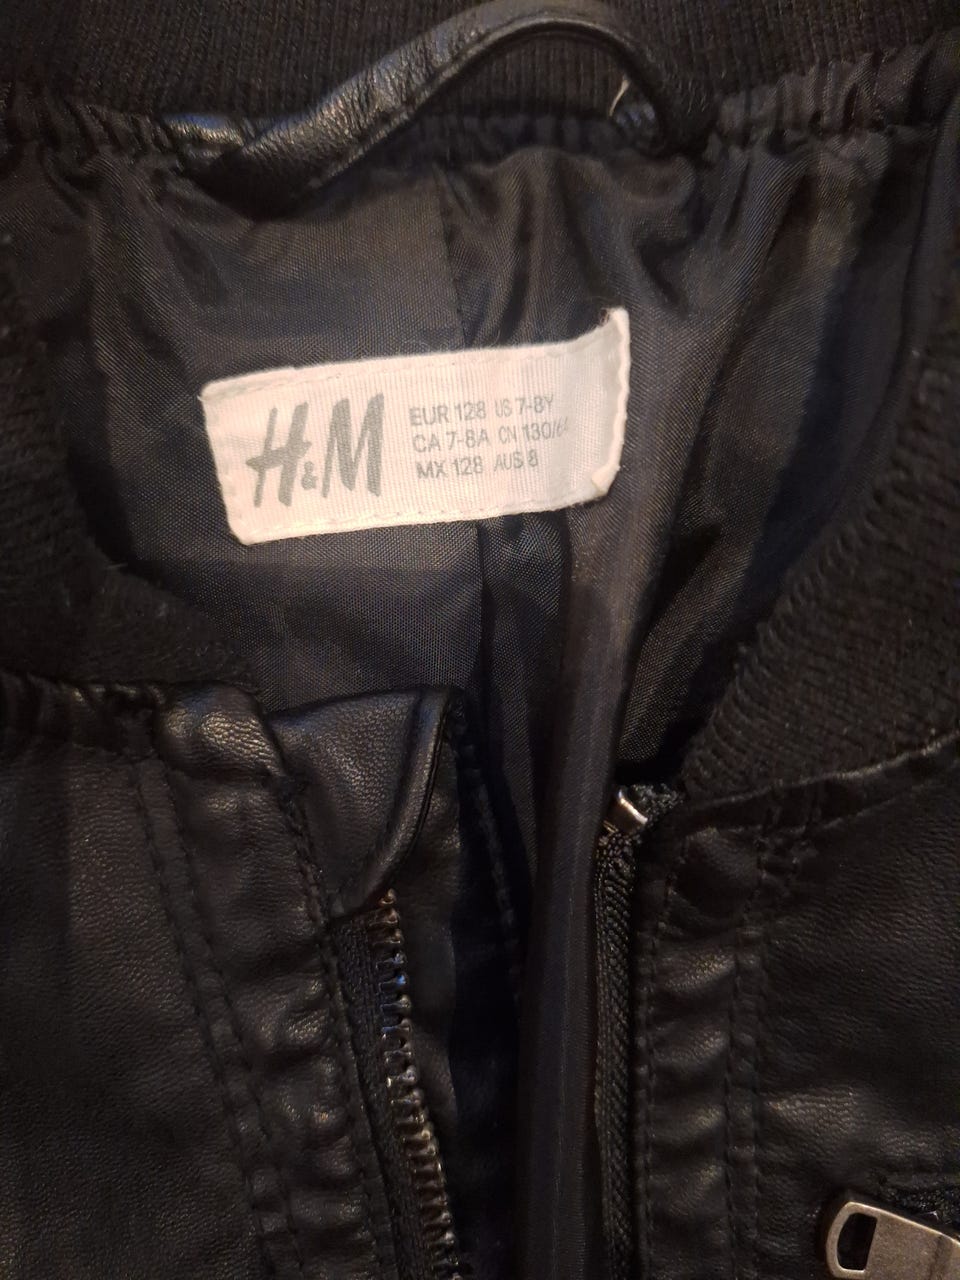 H&M
EUR 128 US 7-8Y
CA 7-8A CN 130/64
MX 128 AUS 8